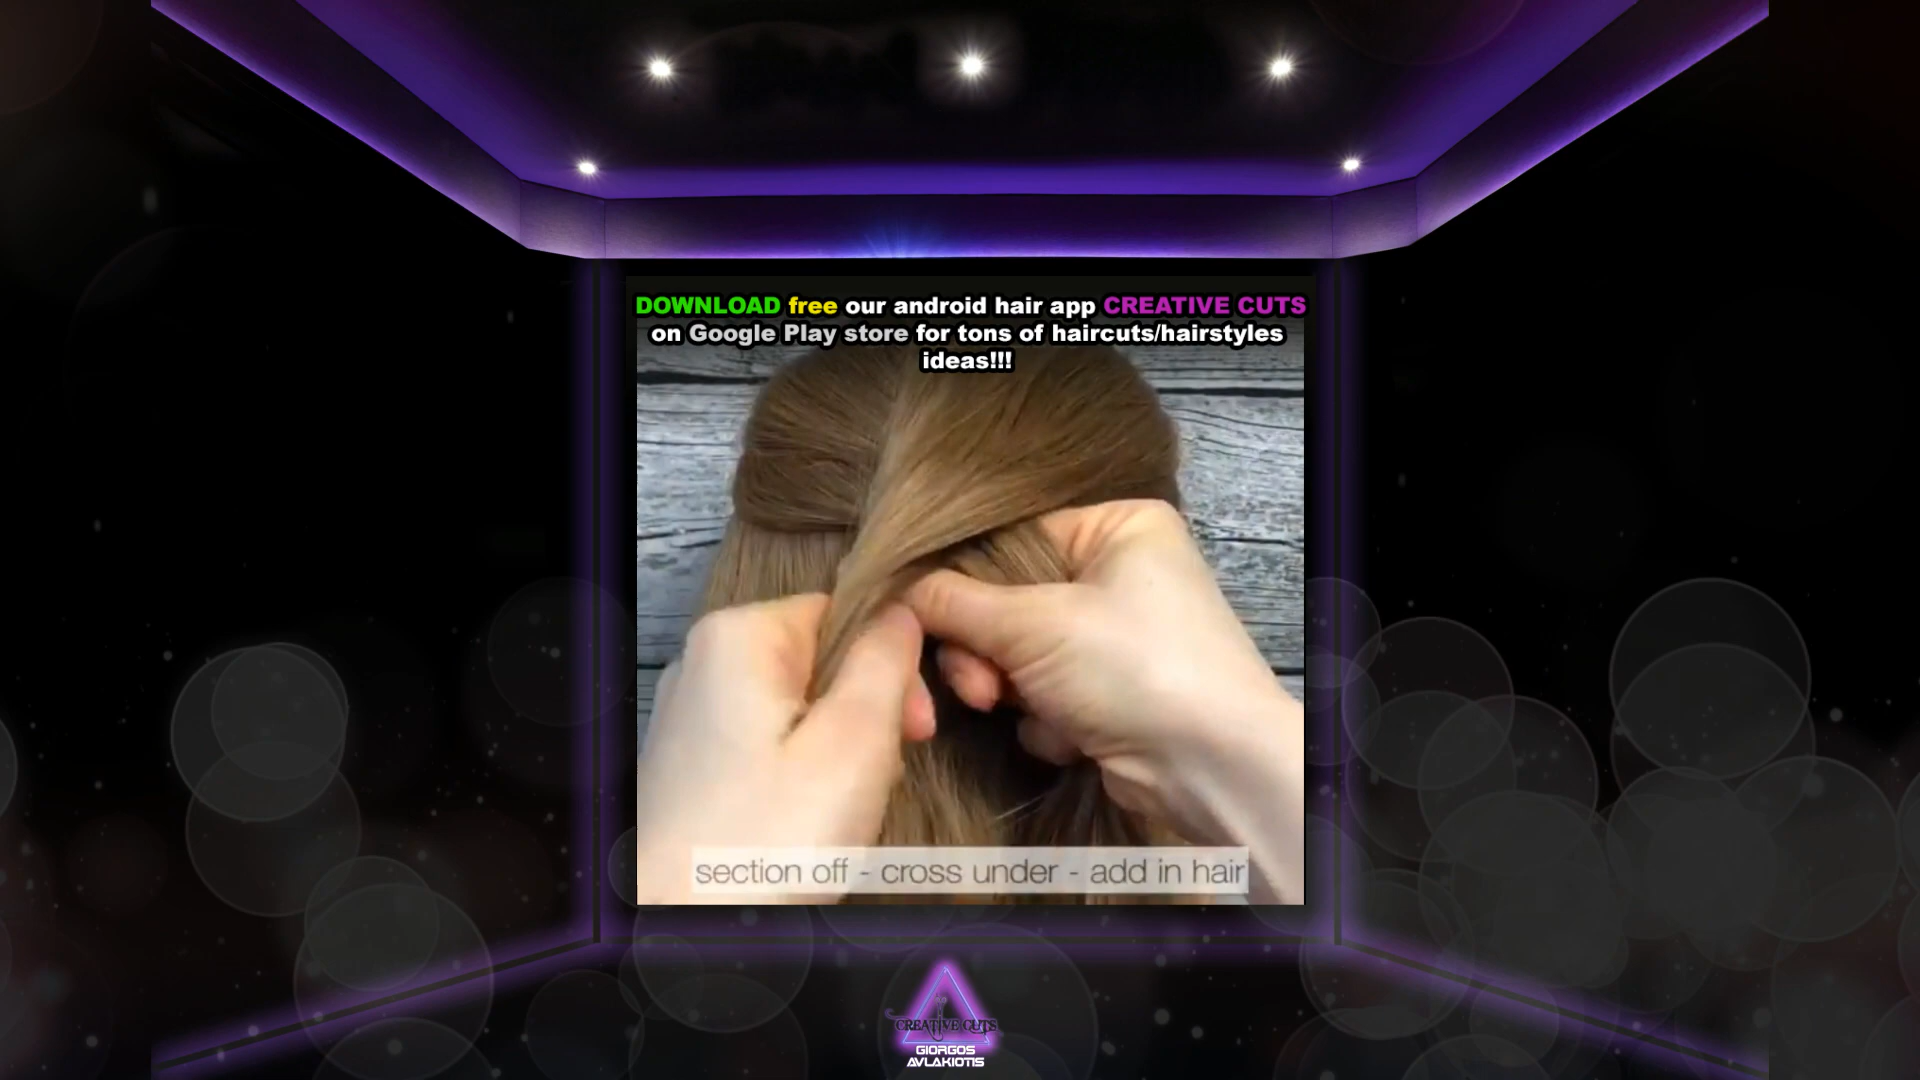 DOWNLOAD free our android hair app CREATIVE CUTS
on Google Play store for tons of haircuts/hairstyles
ideas!!!
section off - cross under - add in hair
CREATIVE CUTS
GIORGOS
AVLAKIOTIS